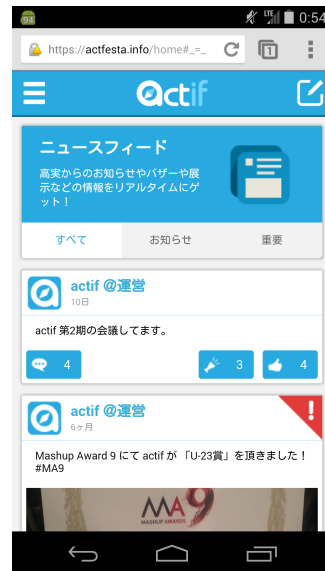 94
LTE
0:54
https://actfesta.info/home#_=_
1
actif
ニュースフィード
高実からのお知らせやバザーや展
示などの情報をリアルタイムにゲ
ット！
すべて
お知らせ
重要
actif @運営
10日
actif 第2期の会議してます。
4
3
4
actif @運営
6ヶ月
Mashup Award 9 にて actif が 「U-23賞」を頂きました！
#MA9
MA9
MASHUP AWARDS